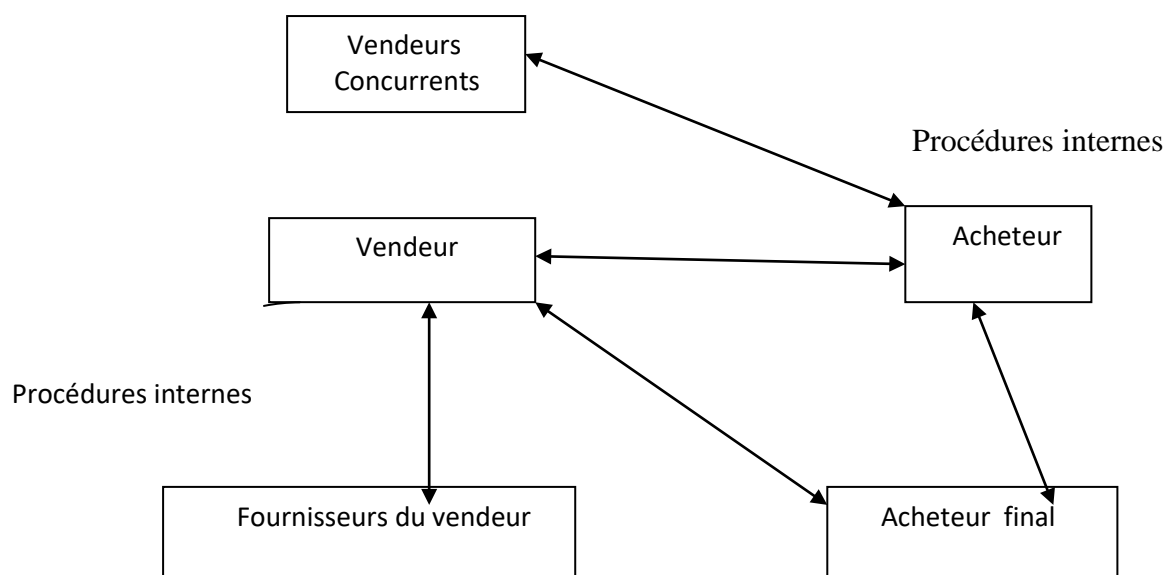 Vendeurs
Concurrents
Procédures internes
Vendeur
Acheteur
Procédures internes
Fournisseurs du vendeur
Acheteur final